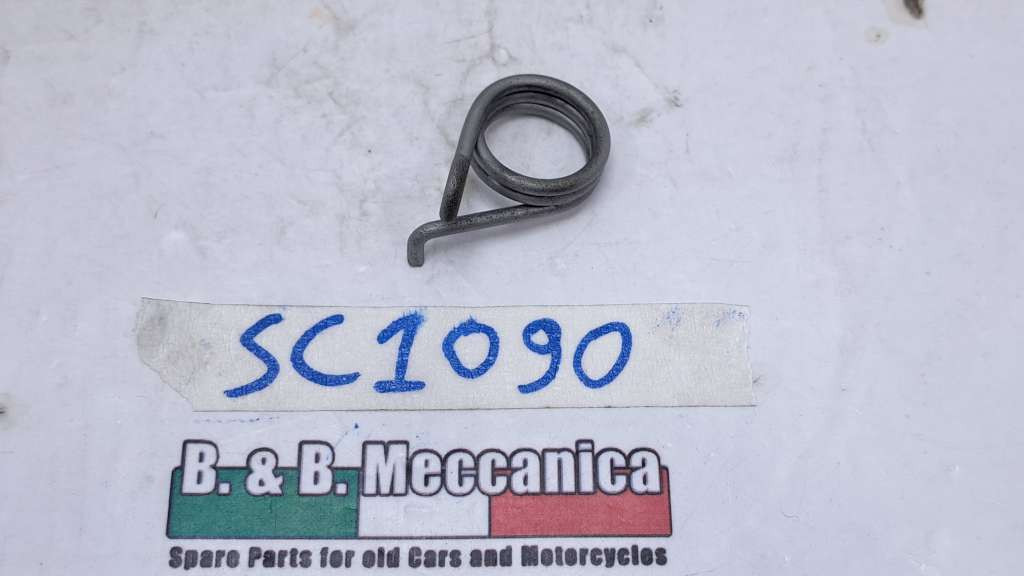 SC1090
B. & B. Meccanica
Spare Parts for old Cars and Motorcycles